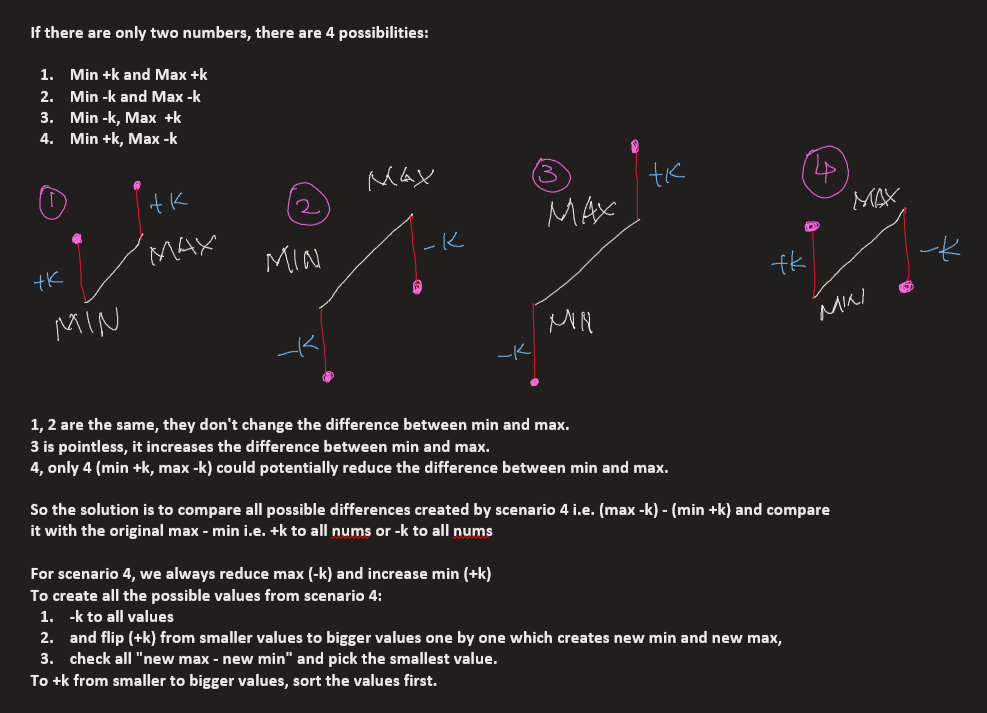 If there are only two numbers, there are 4 possibilities:
1. Min +k and Max +k
2. Min -k and Max -k
3. Min -k, Max +k
4. Min +k, Max -k
1
+K
MAX
+K
MIN
2
MAX
MIN
-K
-K
3
+K
MAX
MIN
-K
4
MAX
+k
-k
MINI
1, 2 are the same, they don't change the difference between min and max.
3 is pointless, it increases the difference between min and max.
4, only 4 (min +k, max -k) could potentially reduce the difference between min and max.
So the solution is to compare all possible differences created by scenario 4 i.e. (max -k) - (min +k) and compare
it with the original max - min i.e. +k to all nums or -k to all nums
For scenario 4, we always reduce max (-k) and increase min (+k)
To create all the possible values from scenario 4:
1. -k to all values
2. and flip (+k) from smaller values to bigger values one by one which creates new min and new max,
3. check all "new max - new min" and pick the smallest value.
To +k from smaller to bigger values, sort the values first.